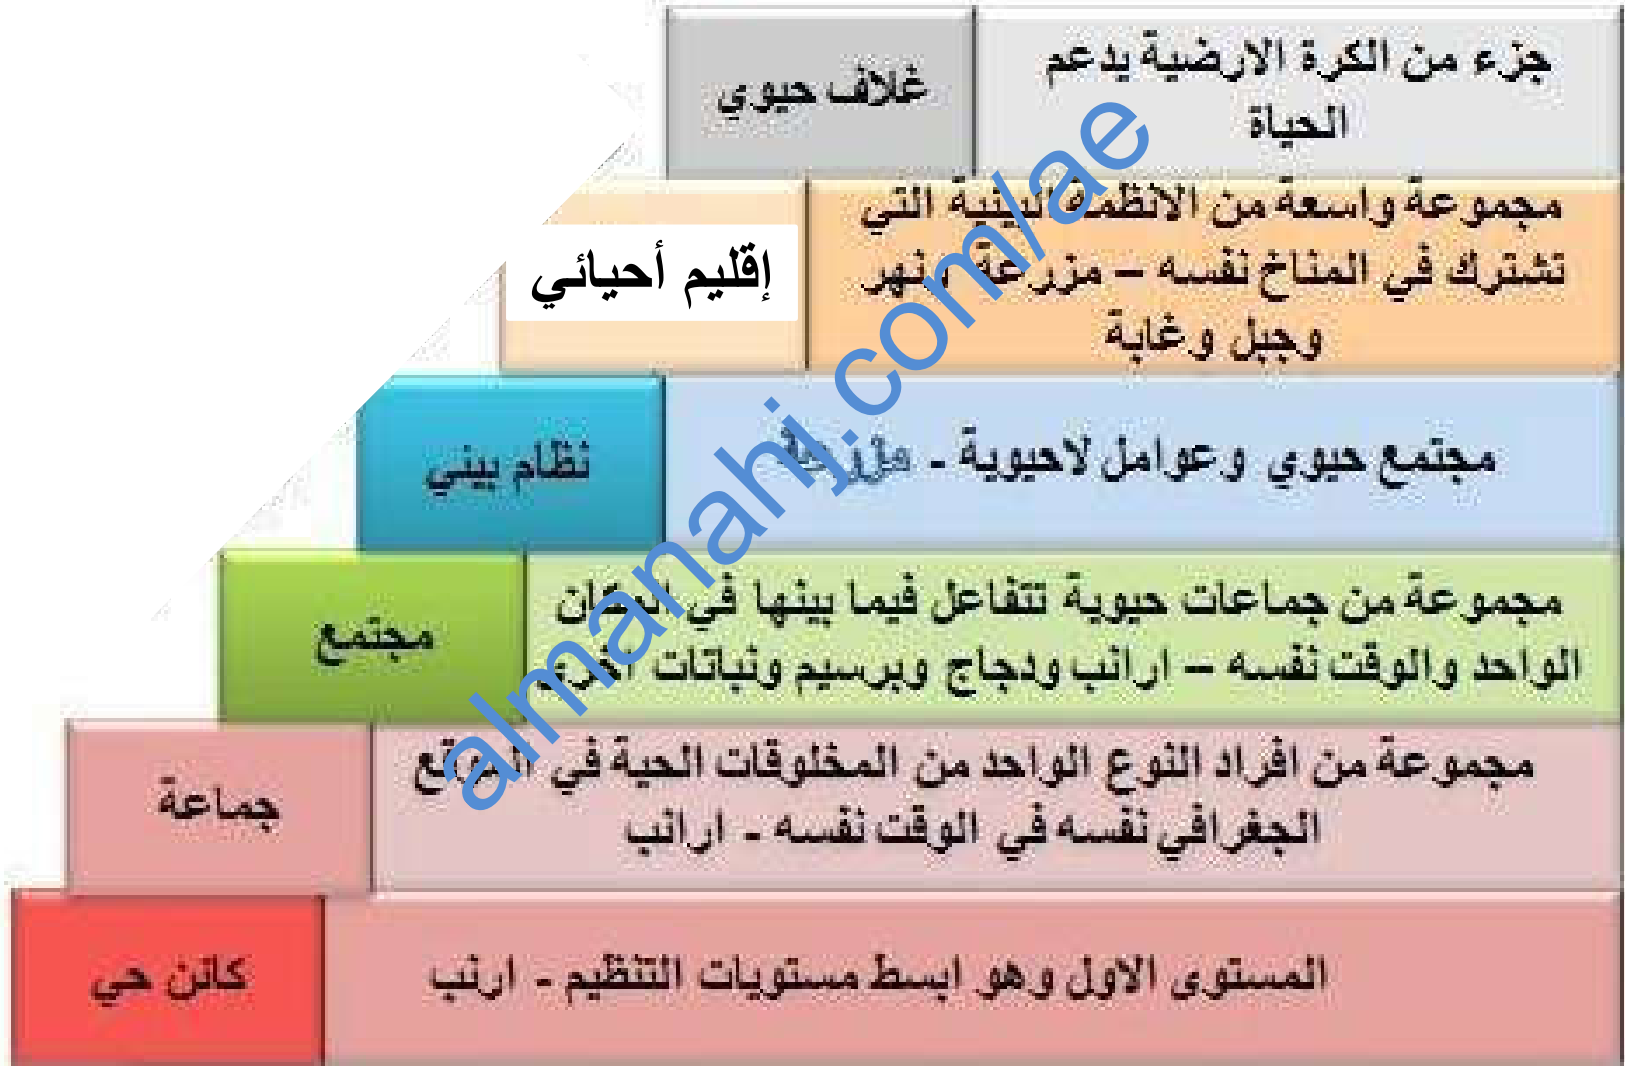 غلاف حيوي
جزء من الكرة الارضية يدعم
الحياة
إقليم أحيائي
مجموعة واسعة من الانظمة البيئية التي
تشترك في المناخ نفسه – مزرعة ونهر
وجبل وغابة
نظام بيئي
مجتمع حيوي وعوامل لاحيوية - مزرعة
مجتمع
مجموعة من جماعات حيوية تتفاعل فيما بينها في المكان
الواحد والوقت نفسه – ارانب ودجاج وبرسيم ونباتات اخرى
جماعة
مجموعة من افراد النوع الواحد من المخلوقات الحية في الموقع
الجغرافي نفسه في الوقت نفسه - ارانب
كائن حي
المستوى الاول وهو ابسط مستويات التنظيم - ارنب
almanahj.com/ae